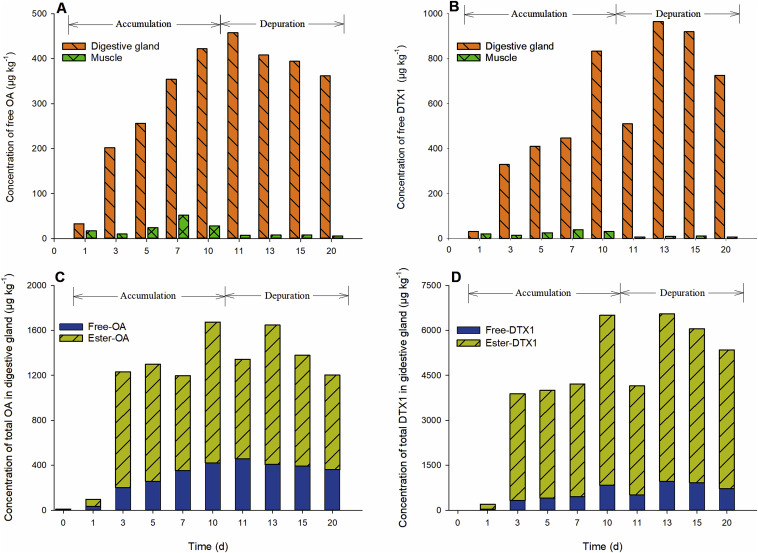 A
Accumulation
Depuration
Digestive gland
Muscle
Concentration of free OA (µg kg⁻¹)
500
400
300
200
100
0
0 1 3 5 7 10 11 13 15 20
B
Accumulation
Depuration
Digestive gland
Muscle
Concentration of free DTX1 (µg kg⁻¹)
1000
800
600
400
200
0
0 1 3 5 7 10 11 13 15 20
C
Accumulation
Depuration
Free-OA
Ester-OA
Concentration of total OA in digestive gland (µg kg⁻¹)
2000
1600
1200
800
400
0
0 1 3 5 7 10 11 13 15 20
Time (d)
D
Accumulation
Depuration
Free-DTX1
Ester-DTX1
Concentration of total DTX1 in gidestive gland (µg kg⁻¹)
7500
6000
4500
3000
1500
0
0 1 3 5 7 10 11 13 15 20
Time (d)